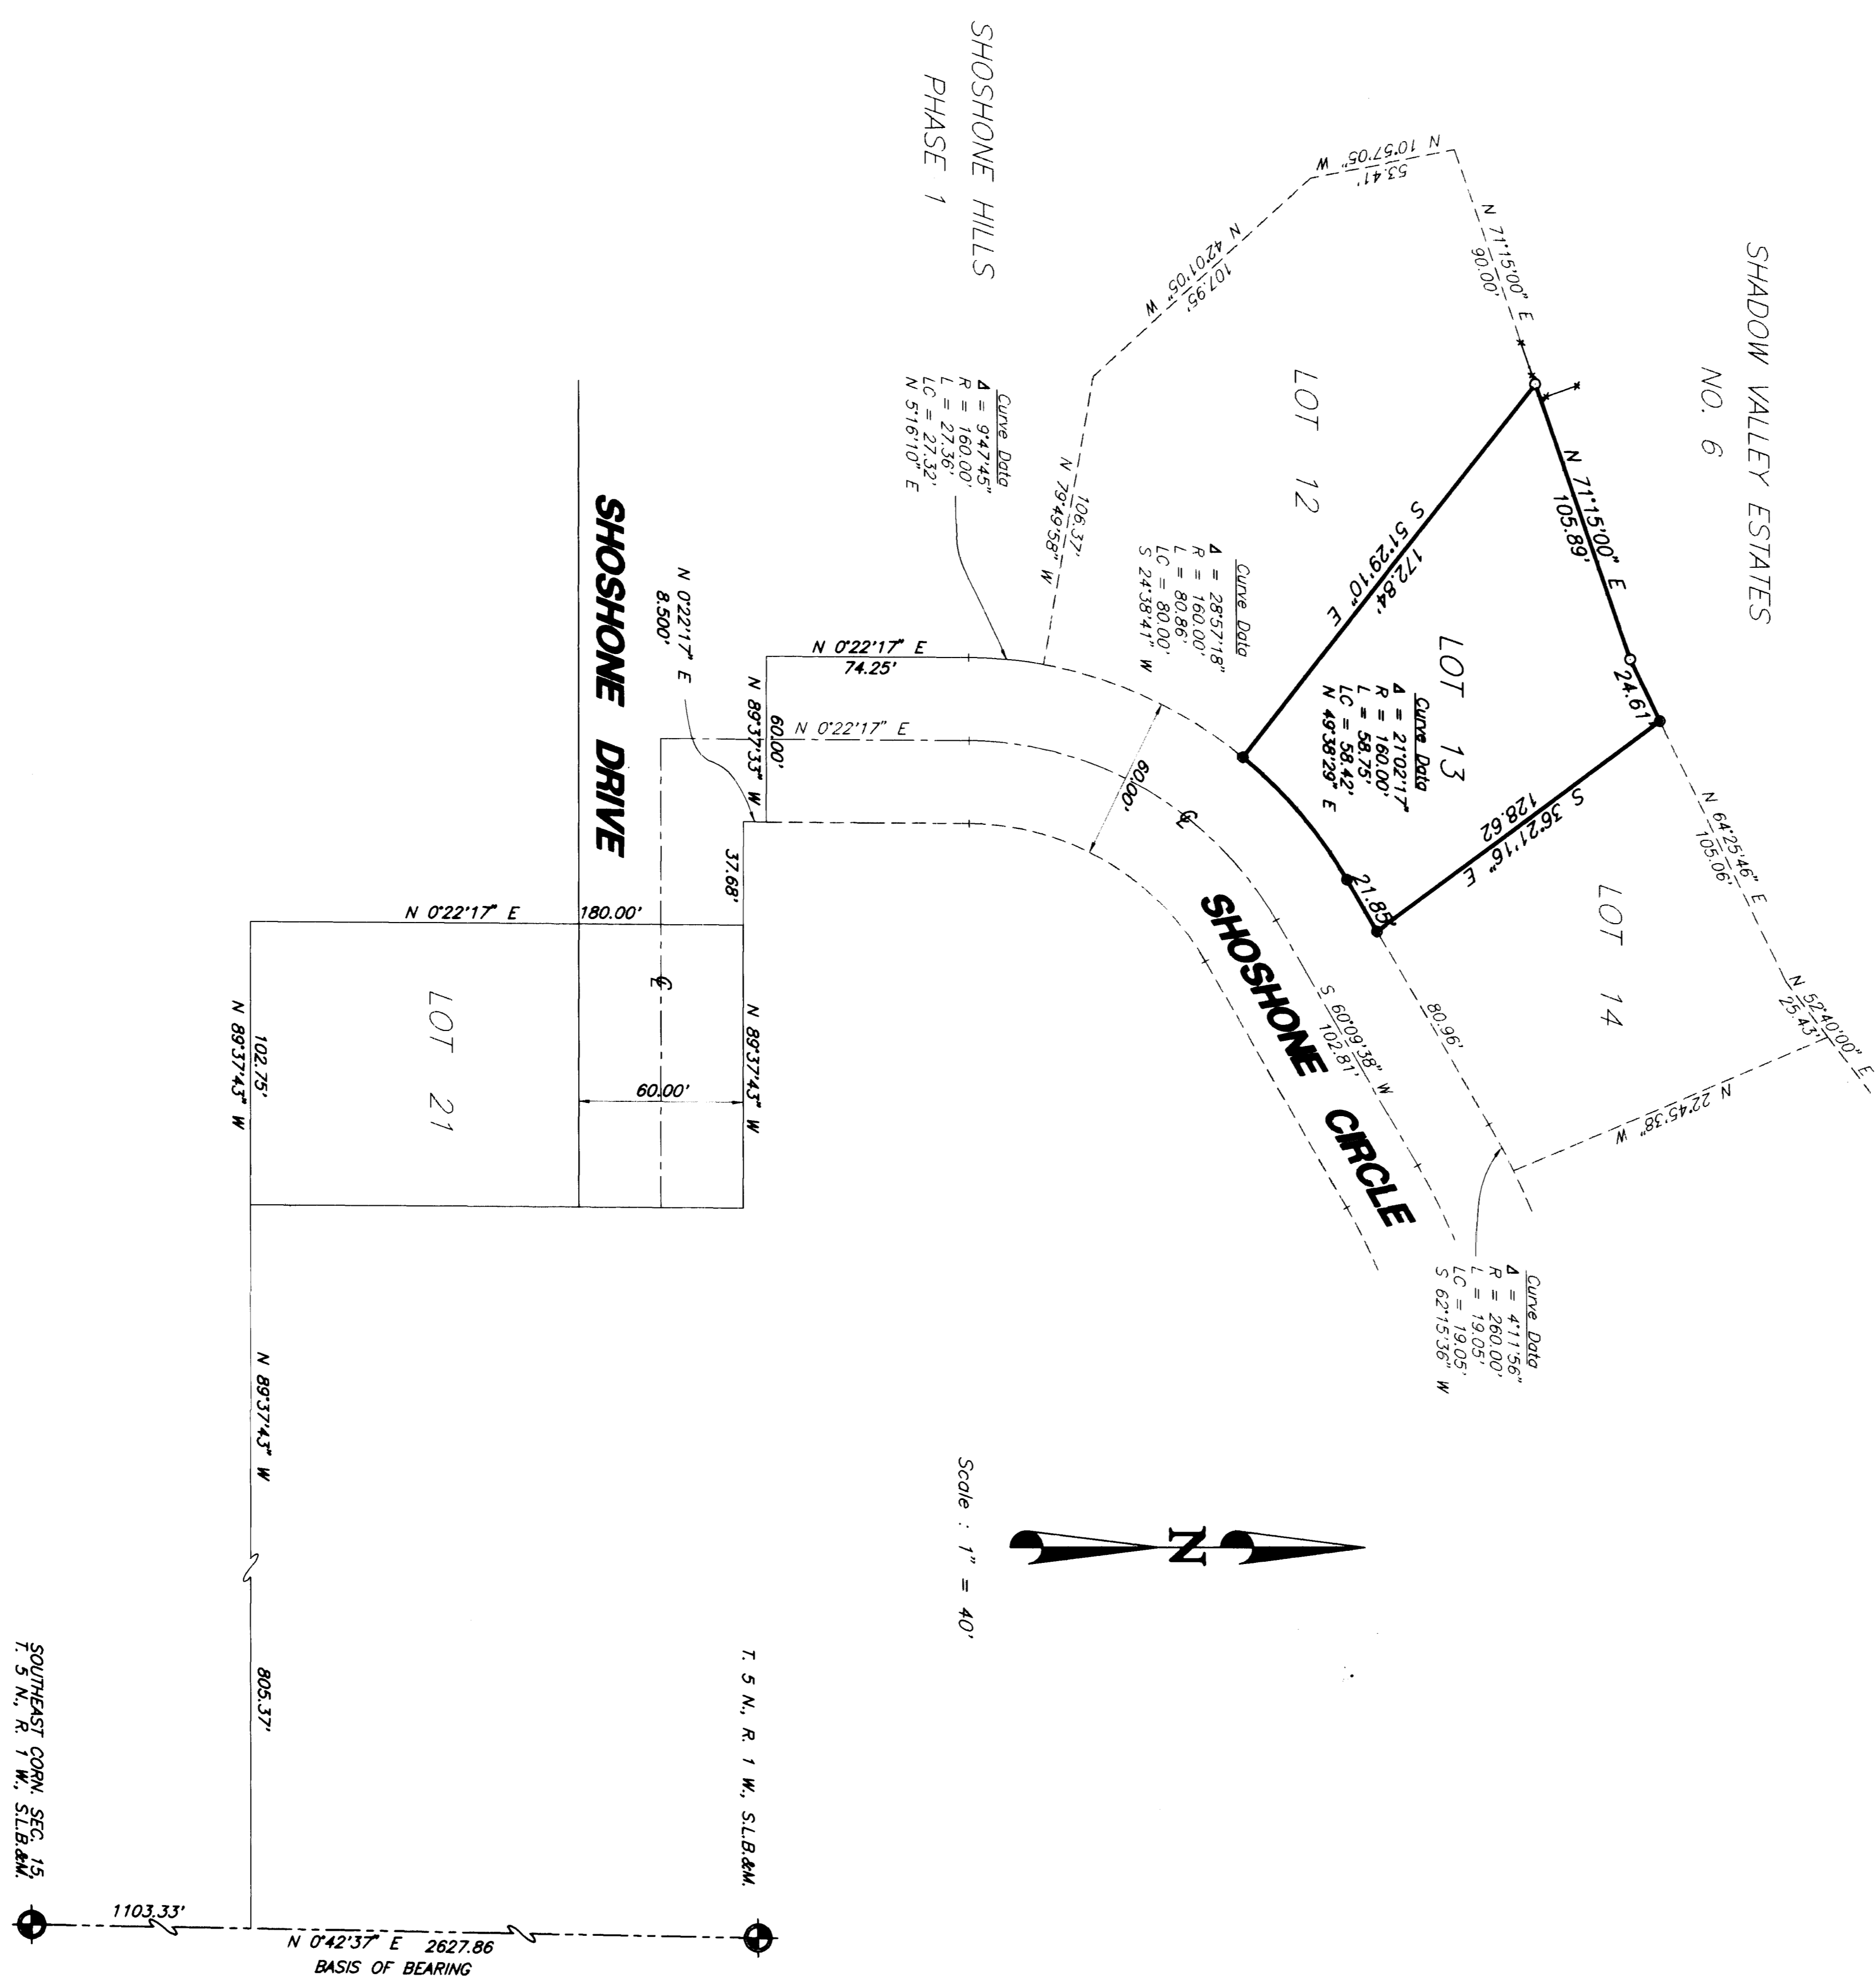 SHADOW VALLEY ESTATES
NO. 6
SHOSHONE HILLS
PHASE 1
N 10°57'05" W
53.41'
N 71°15'00" E
90.00'
N 42°01'05" W
107.95'
106.37'
N 79°49'58" W
LOT 12
N 71°15'00" E
105.89'
24.61'
S 51°29'10" E
172.84'
LOT 13
Curve Data
Δ = 21°02'17"
R = 160.00'
L = 58.75'
LC = 58.42'
N 49°38'29" E
S 36°21'16" E
128.62
21.85'
N 64°25'46" E
105.06'
LOT 14
N 52°40'00" E
25.43'
N 22°45'38" W
80.96'
Curve Data
Δ = 4°11'56"
R = 260.00'
L = 19.05'
LC = 19.05'
S 62°15'36" W
Curve Data
Δ = 28°57'18"
R = 160.00'
L = 80.86'
LC = 80.00'
S 24°38'41" W
Curve Data
Δ = 9°47'45"
R = 160.00'
L = 27.36'
LC = 27.32'
N 5°16'10" E
60.00'
S 60°09'38" W
102.81'
SHOSHONE CIRCLE
N 0°22'17" E
74.25'
N 0°22'17" E
60.00'
N 89°37'33" W
N 0°22'17" E
8.500'
37.68'
SHOSHONE DRIVE
N 0°22'17" E
180.00'
LOT 21
60.00'
N 89°37'43" W
102.75'
N 89°37'43" W
N 89°37'43" W
805.37'
Scale : 1" = 40'
N
T. 5 N., R. 1 W., S.L.B.&M.
SOUTHEAST CORN. SEC. 15,
T. 5 N., R. 1 W., S.L.B.&M.
1103.33'
N 0°42'37" E 2627.86
BASIS OF BEARING